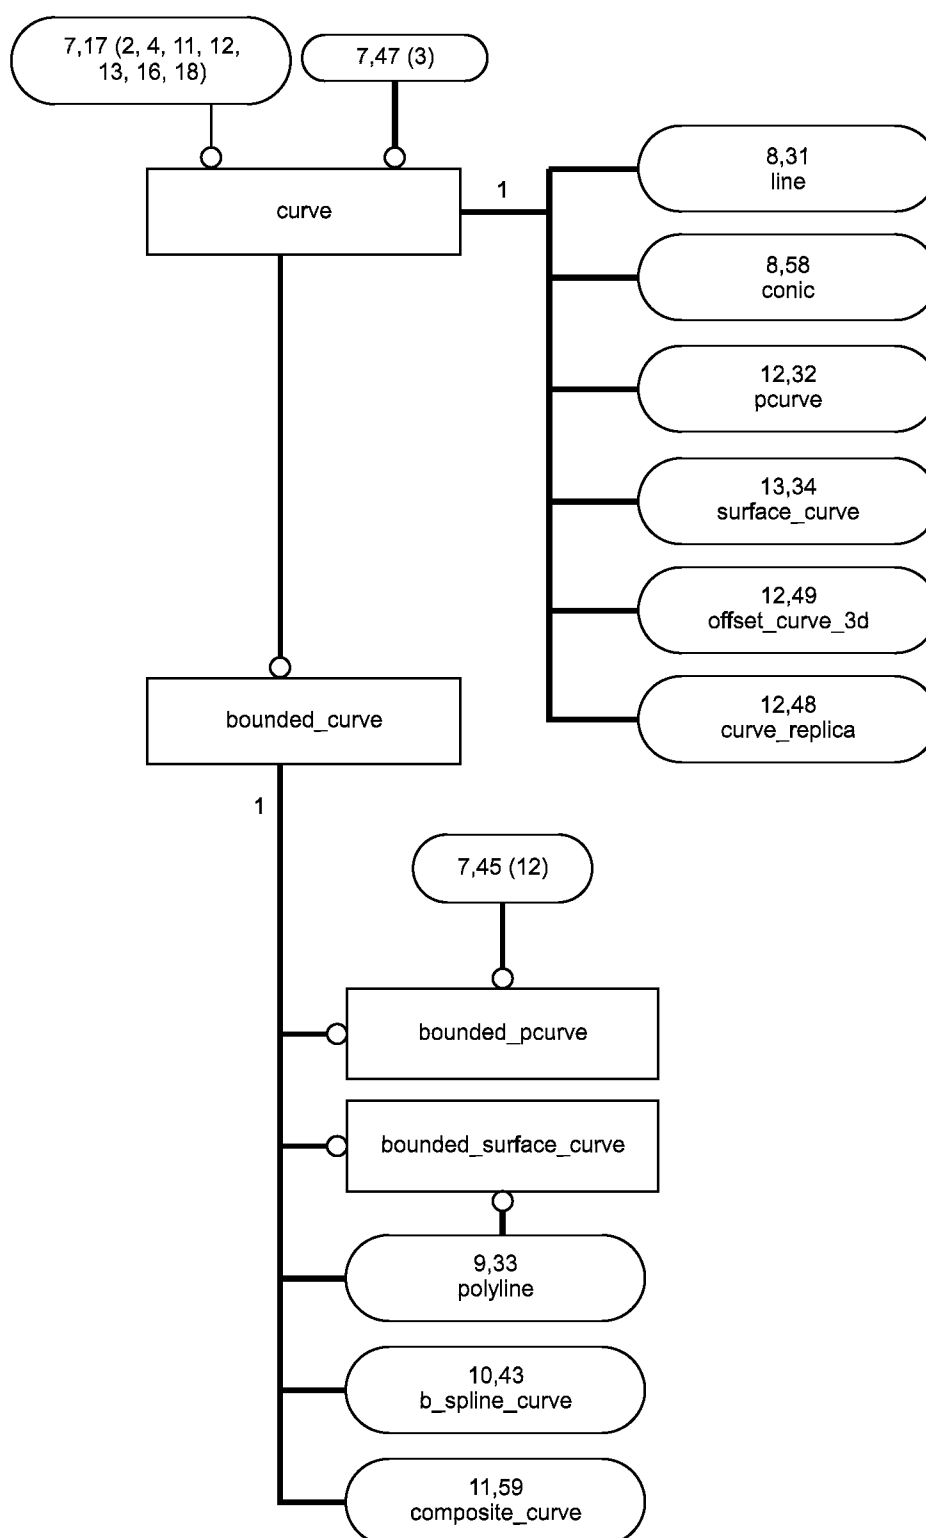 7,17 (2, 4, 11, 12,
13, 16, 18)
7,47 (3)
curve
1
8,31
line
8,58
conic
12,32
pcurve
13,34
surface_curve
12,49
offset_curve_3d
12,48
curve_replica
bounded_curve
1
7,45 (12)
bounded_pcurve
bounded_surface_curve
9,33
polyline
10,43
b_spline_curve
11,59
composite_curve